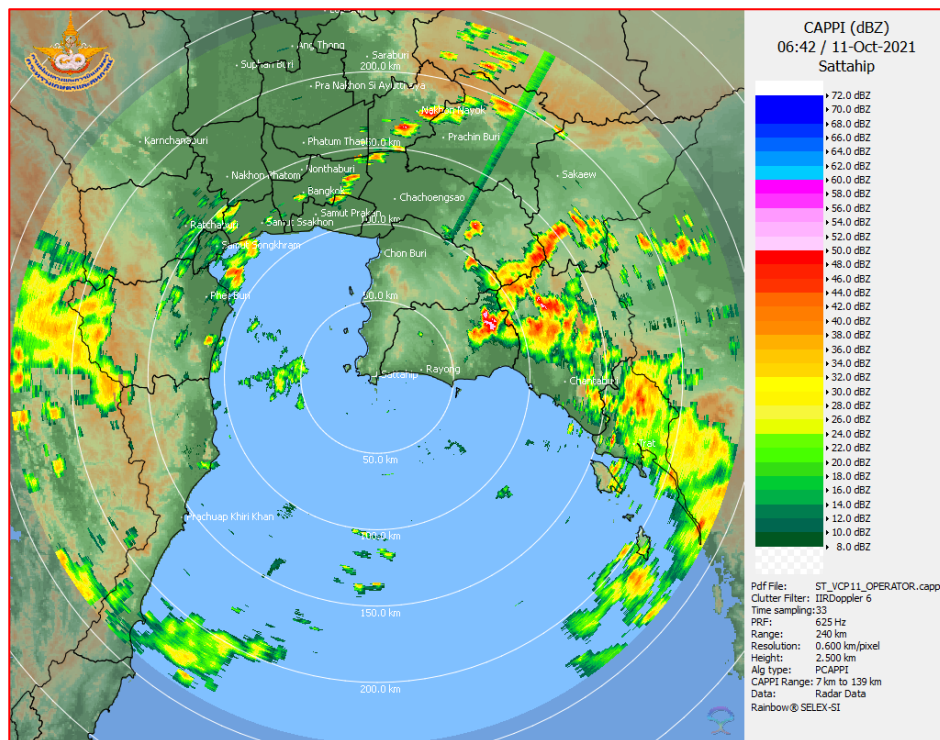 CAPPI (dBZ)
06:42 / 11-Oct-2021
Sattahip
72.0 dBZ
70.0 dBZ
68.0 dBZ
66.0 dBZ
64.0 dBZ
62.0 dBZ
60.0 dBZ
58.0 dBZ
56.0 dBZ
54.0 dBZ
52.0 dBZ
50.0 dBZ
48.0 dBZ
46.0 dBZ
44.0 dBZ
42.0 dBZ
40.0 dBZ
38.0 dBZ
36.0 dBZ
34.0 dBZ
32.0 dBZ
30.0 dBZ
28.0 dBZ
26.0 dBZ
24.0 dBZ
22.0 dBZ
20.0 dBZ
18.0 dBZ
16.0 dBZ
14.0 dBZ
12.0 dBZ
10.0 dBZ
8.0 dBZ
Pdf File: ST_VCP11_OPERATOR.capp
Clutter Filter: IIRDoppler 6
Time sampling: 33
PRF: 625 Hz
Range: 240 km
Resolution: 0.600 km/pixel
Height: 2.500 km
Alg type: PCAPPI
CAPPI Range: 7 km to 139 km
Data: Radar Data
Rainbow® SELEX-SI
Ang Thong
Saraburi
Suphan Buri
200.0 km
Pra Nakhon Si Ayutthaya
Nakhon Nayok
Karnchanaburi
Prachin Buri
Nonthaburi
Nakhon Phatom
Sakaew
Bangkok
Chachoengsao
Samut Prakan
Ratchaburi
Samut Ssakhon
Samut Songkhram
Chon Buri
Rayong
50.0 km
Prachuap Khiri Khan
100.0 km
150.0 km
200.0 km